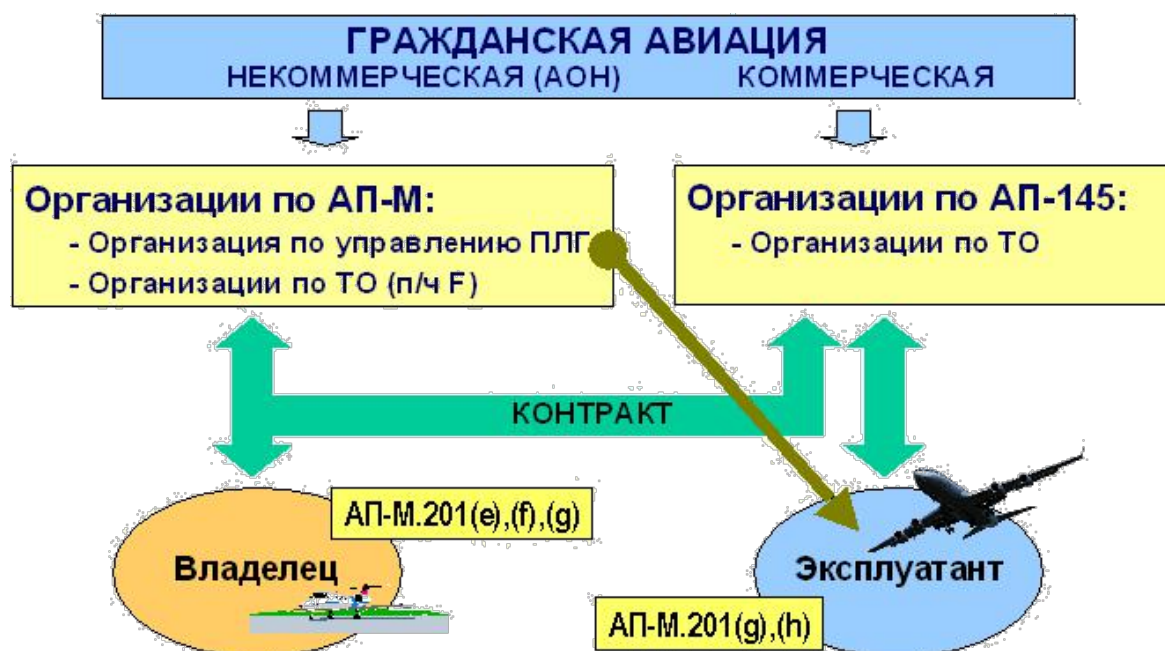 ГРАЖДАНСКАЯ АВИАЦИЯ
НЕКОММЕРЧЕСКАЯ (АОН) КОММЕРЧЕСКАЯ
Организации по АП-М:
- Организация по управлению ПЛГ
- Организации по ТО (п/ч F)
Организации по АП-145:
- Организации по ТО
КОНТРАКТ
АП-М.201(e),(f),(g)
Владелец
Эксплуатант
АП-М.201(g),(h)